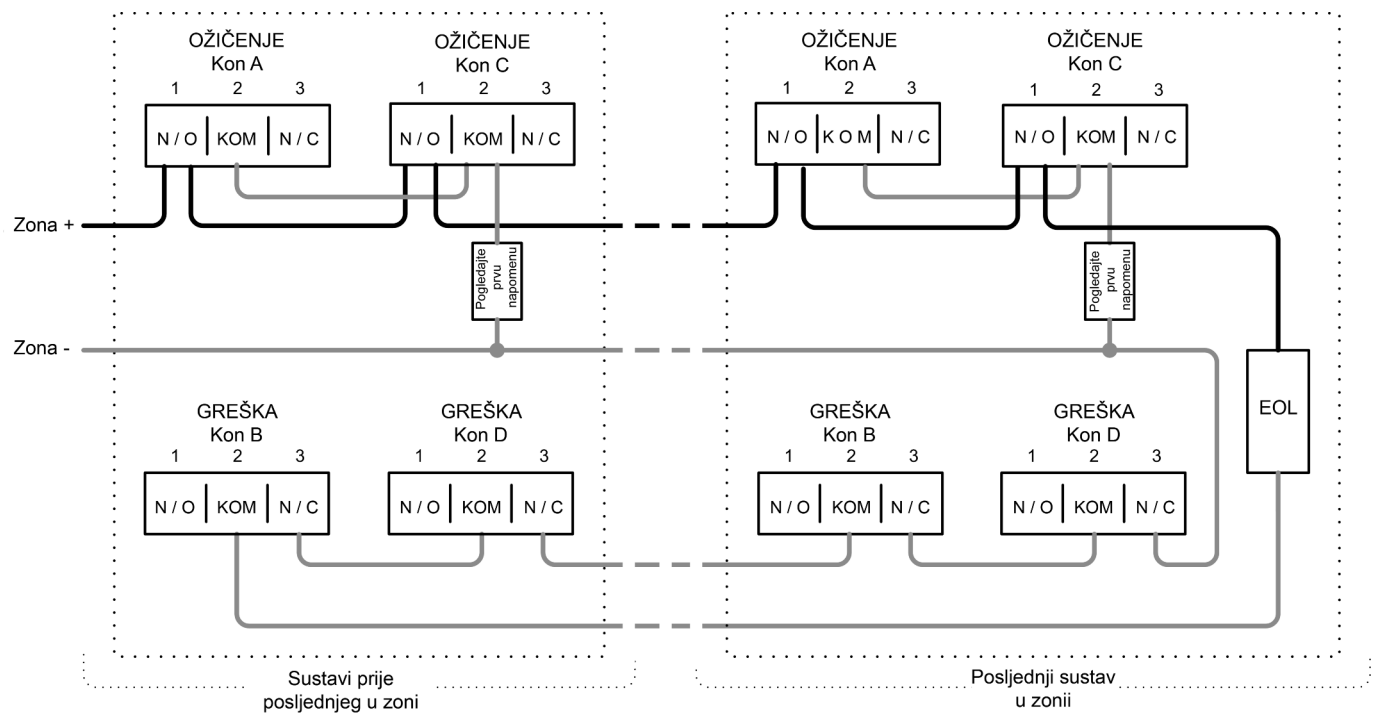 OŽIČENJE
Kon A
1 2 3
N / O KOM N / C
OŽIČENJE
Kon C
1 2 3
N / O KOM N / C
OŽIČENJE
Kon A
1 2 3
N / O K O M N / C
OŽIČENJE
Kon C
1 2 3
N / O KOM N / C
Zona +
Pogledajte
prvu
napomenu
Pogledajte
prvu
napomenu
Zona -
GREŠKA
Kon B
1 2 3
N / O KOM N / C
GREŠKA
Kon D
1 2 3
N / O KOM N / C
GREŠKA
Kon B
1 2 3
N / O KOM N / C
GREŠKA
Kon D
1 2 3
N / O KOM N / C
EOL
Sustavi prije
posljednjeg u zoni
Posljednji sustav
u zonii